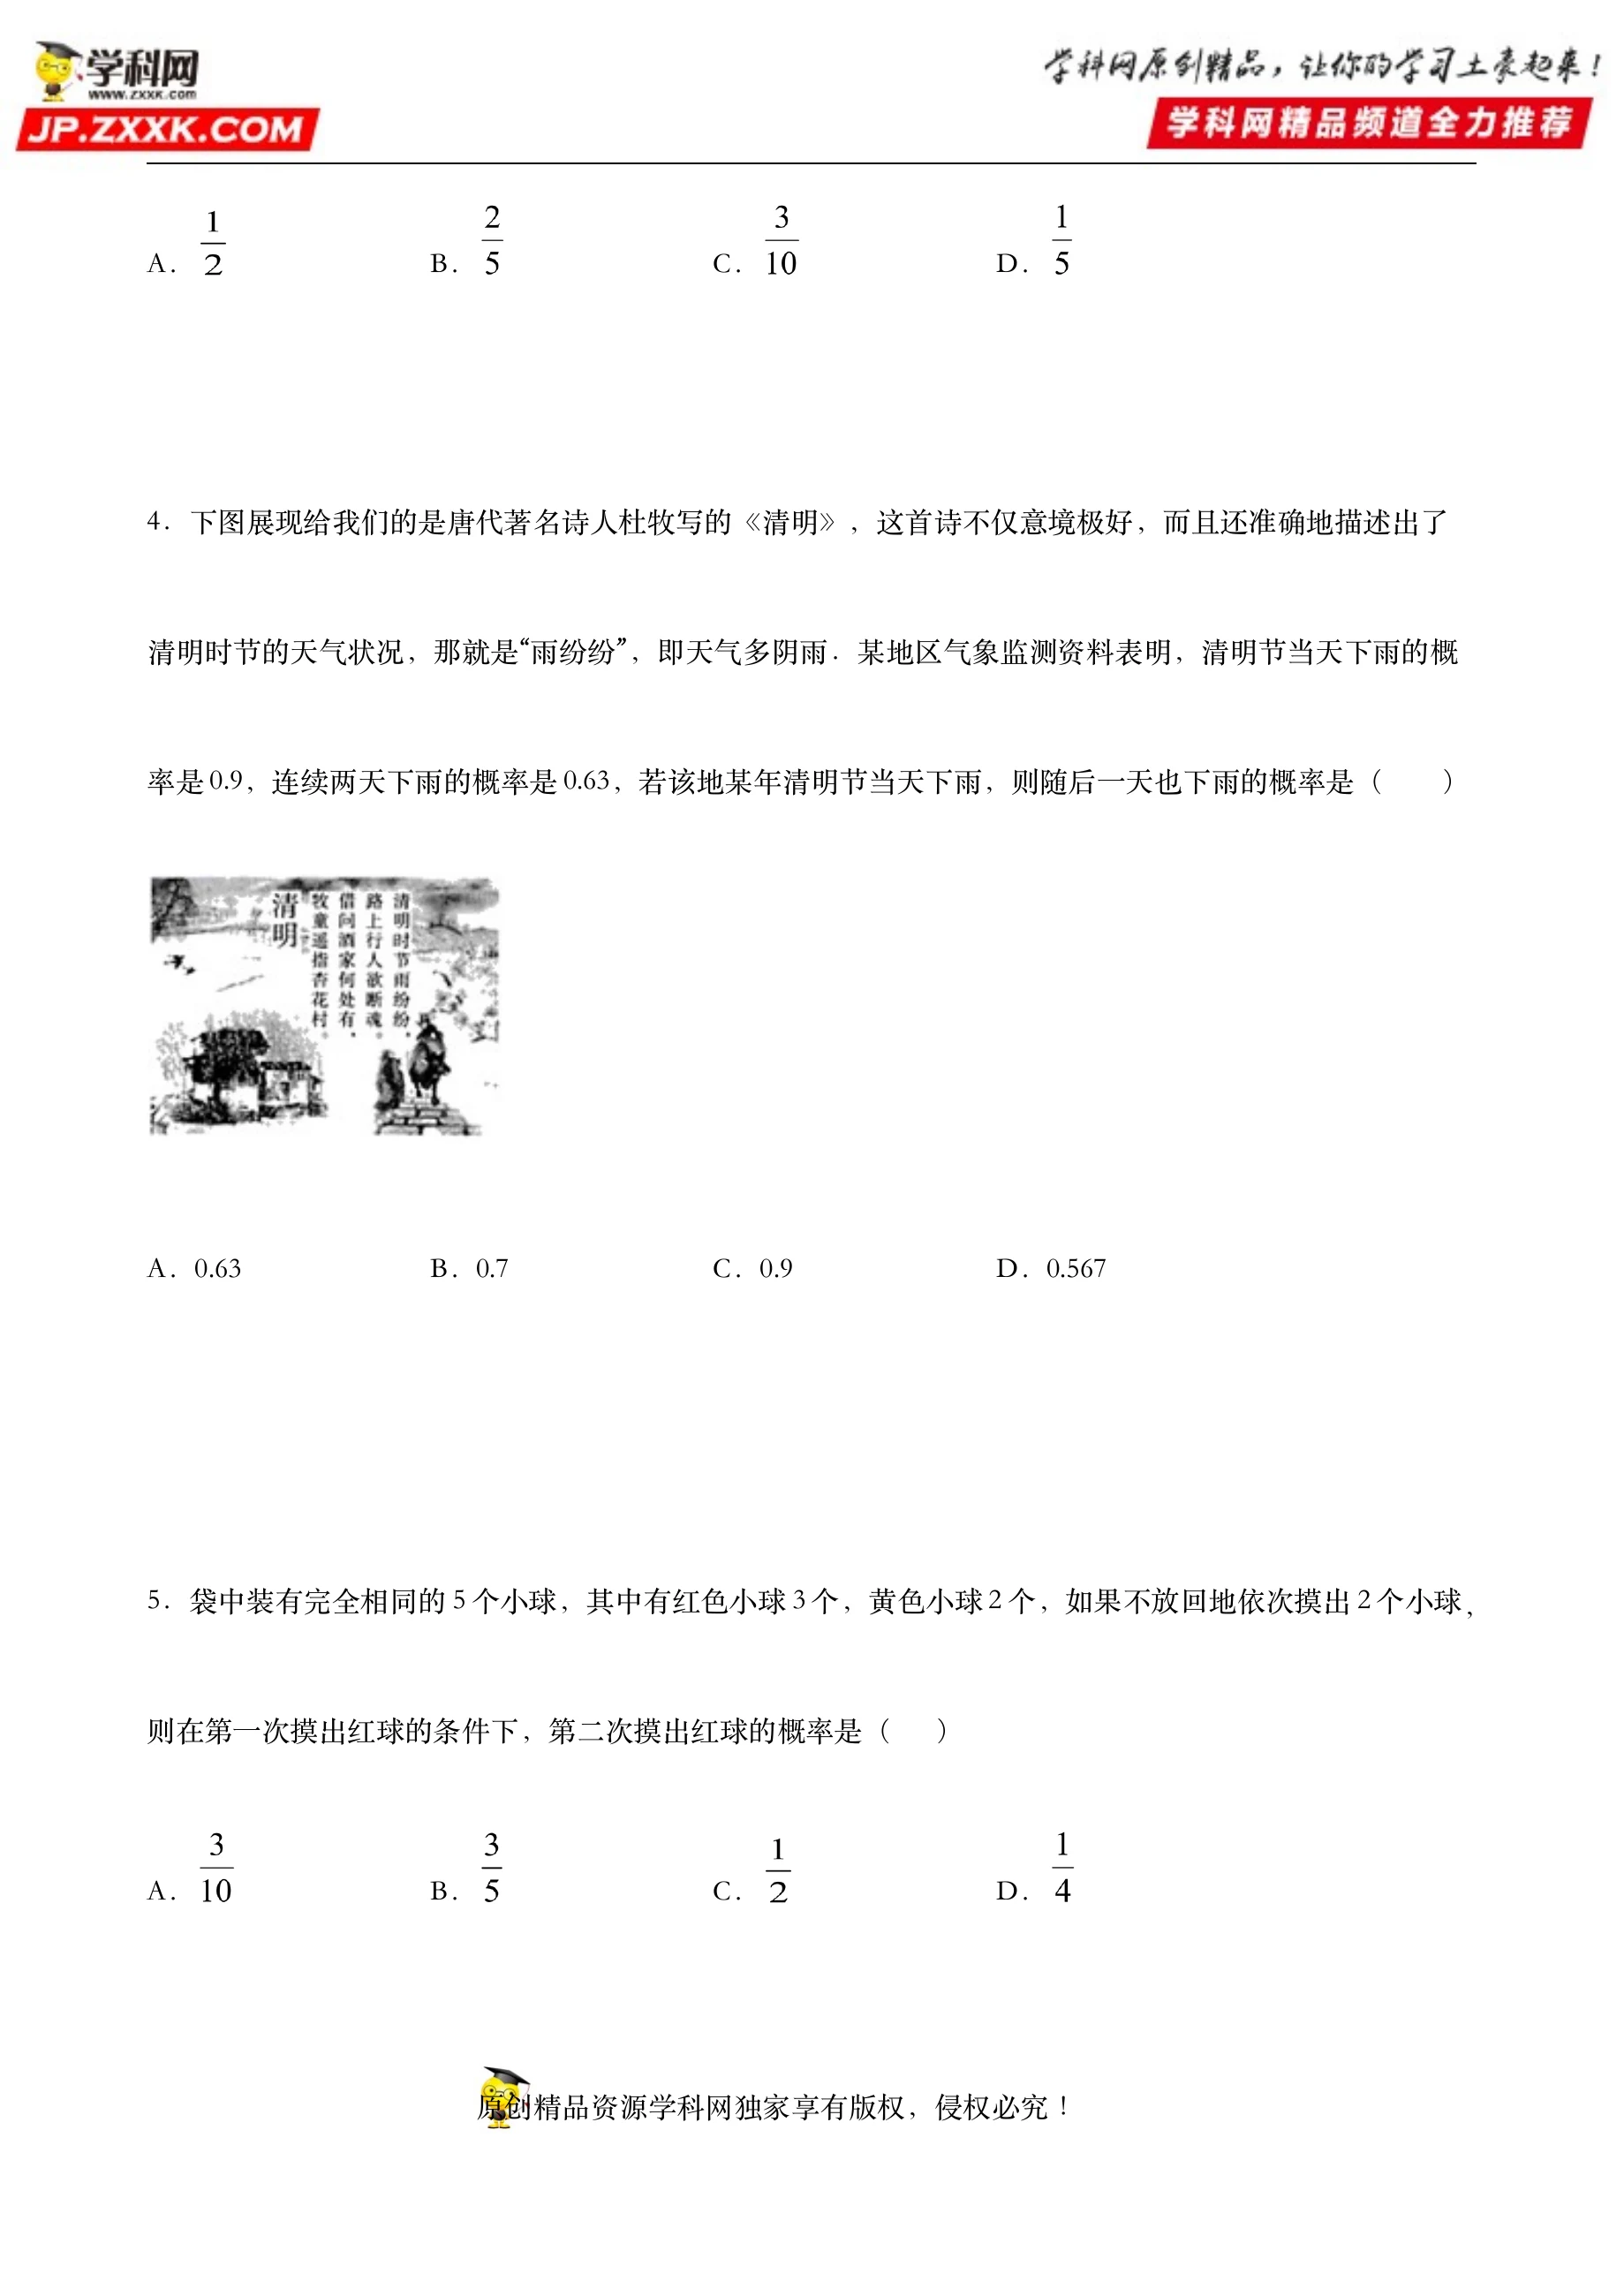 学科网
www.zxxk.com
JP.ZXXK.COM
学科网原创精品，让你的学习土豪起来！
学科网精品频道全力推荐
A． 1/2 B． 2/5 C． 3/10 D． 1/5
4．下图展现给我们的是唐代著名诗人杜牧写的《清明》，这首诗不仅意境极好，而且还准确地描述出了
清明时节的天气状况，那就是“雨纷纷”，即天气多阴雨．某地区气象监测资料表明，清明节当天下雨的概
率是0.9，连续两天下雨的概率是0.63，若该地某年清明节当天下雨，则随后一天也下雨的概率是（　　）
清明时节雨纷纷，
路上行人欲断魂。
借问酒家何处有，
牧童遥指杏花村。
清明
A．0.63 B．0.7 C．0.9 D．0.567
5．袋中装有完全相同的5个小球，其中有红色小球3个，黄色小球2个，如果不放回地依次摸出2个小球，
则在第一次摸出红球的条件下，第二次摸出红球的概率是（　　）
A． 3/10 B． 3/5 C． 1/2 D． 1/4
原创精品资源学科网独家享有版权，侵权必究！